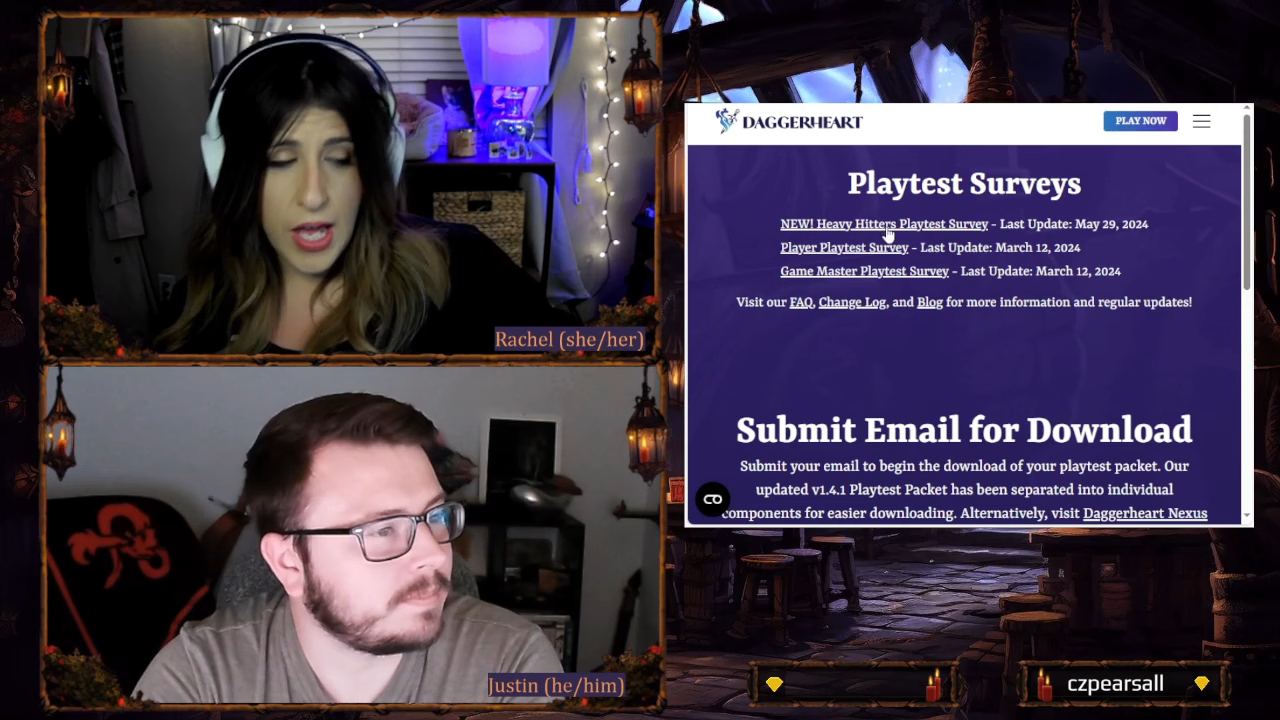 Rachel (she/her)
Justin (he/him)
DAGGERHEART
PLAY NOW
Playtest Surveys
NEW! Heavy Hitters Playtest Survey - Last Update: May 29, 2024
Player Playtest Survey - Last Update: March 12, 2024
Game Master Playtest Survey - Last Update: March 12, 2024
Visit our FAQ, Change Log, and Blog for more information and regular updates!
Submit Email for Download
Submit your email to begin the download of your playtest packet. Our
updated v1.4.1 Playtest Packet has been separated into individual
components for easier downloading. Alternatively, visit Daggerheart Nexus
czpearsall